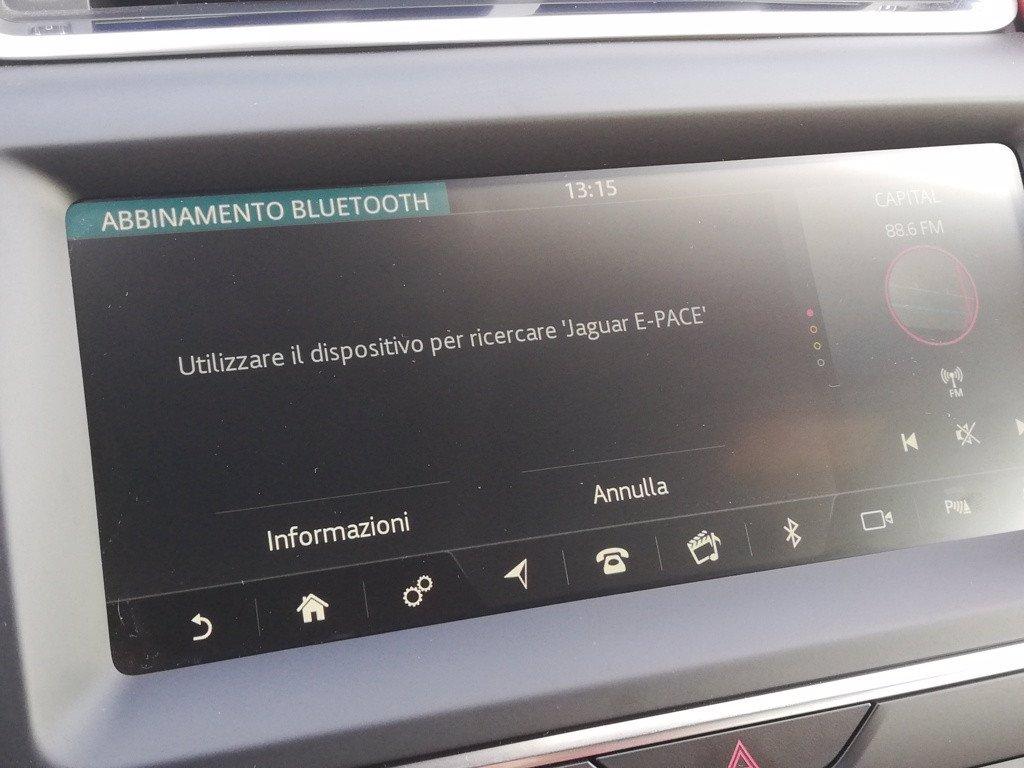 ABBINAMENTO BLUETOOTH
13:15
CAPITAL
88.6 FM
Utilizzare il dispositivo per ricercare 'Jaguar E-PACE'
FM
Informazioni
Annulla
P